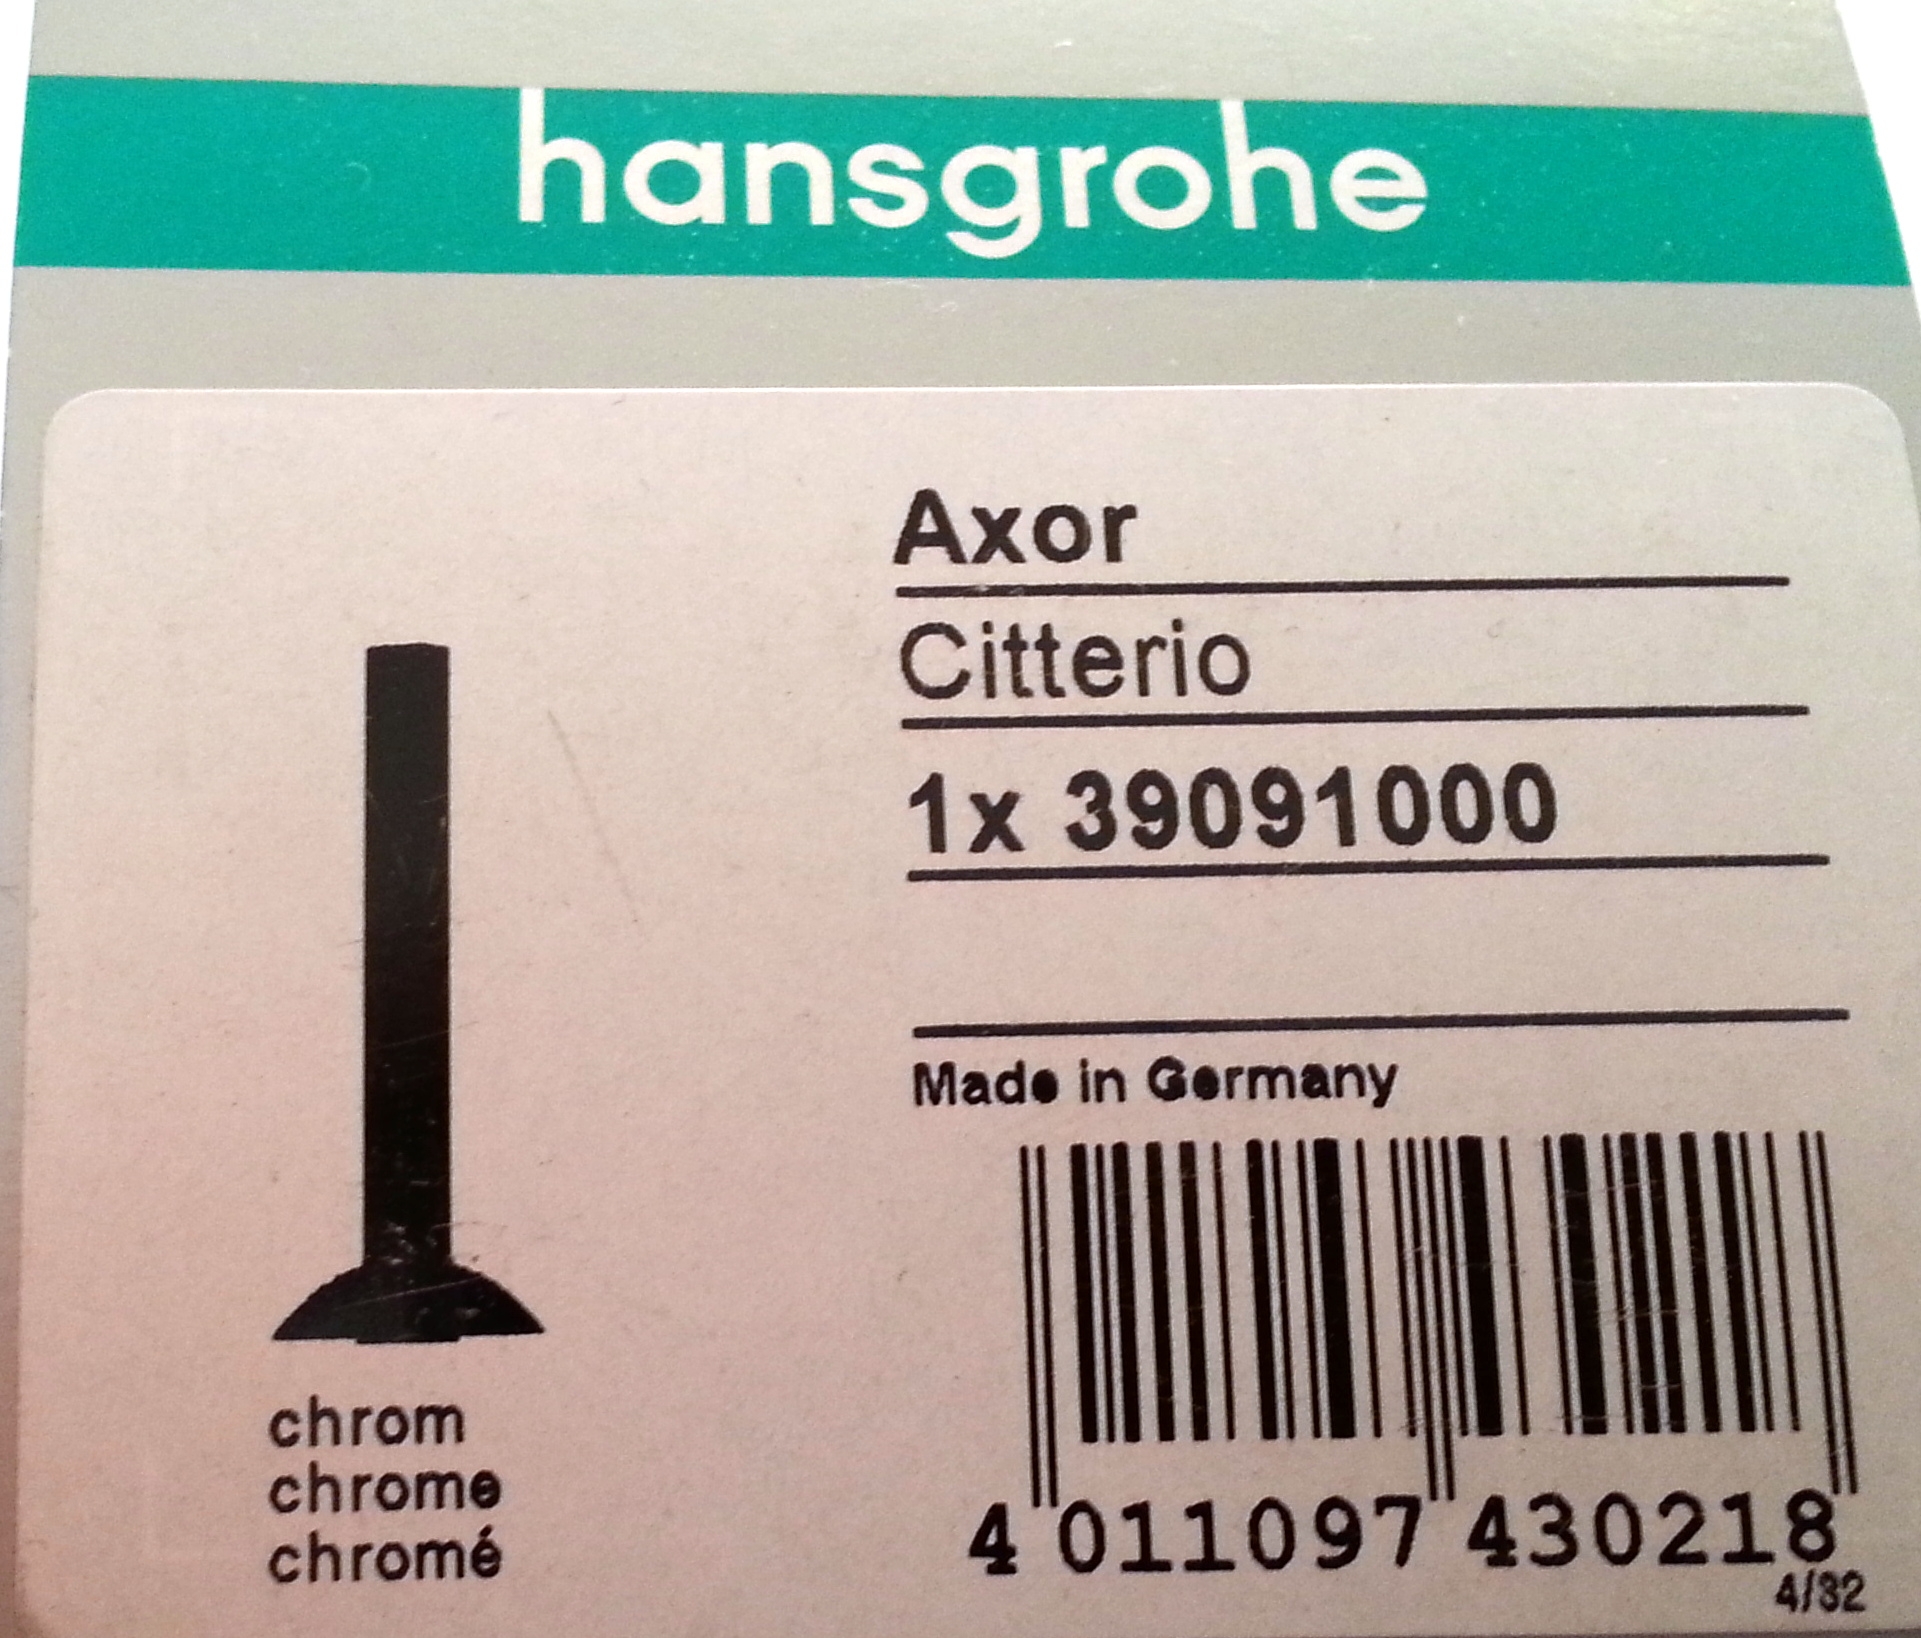 hansgrohe
Axor
Citterio
1x 39091000
Made in Germany
chrom
chrome
chromé
4 011097 430218
4/32